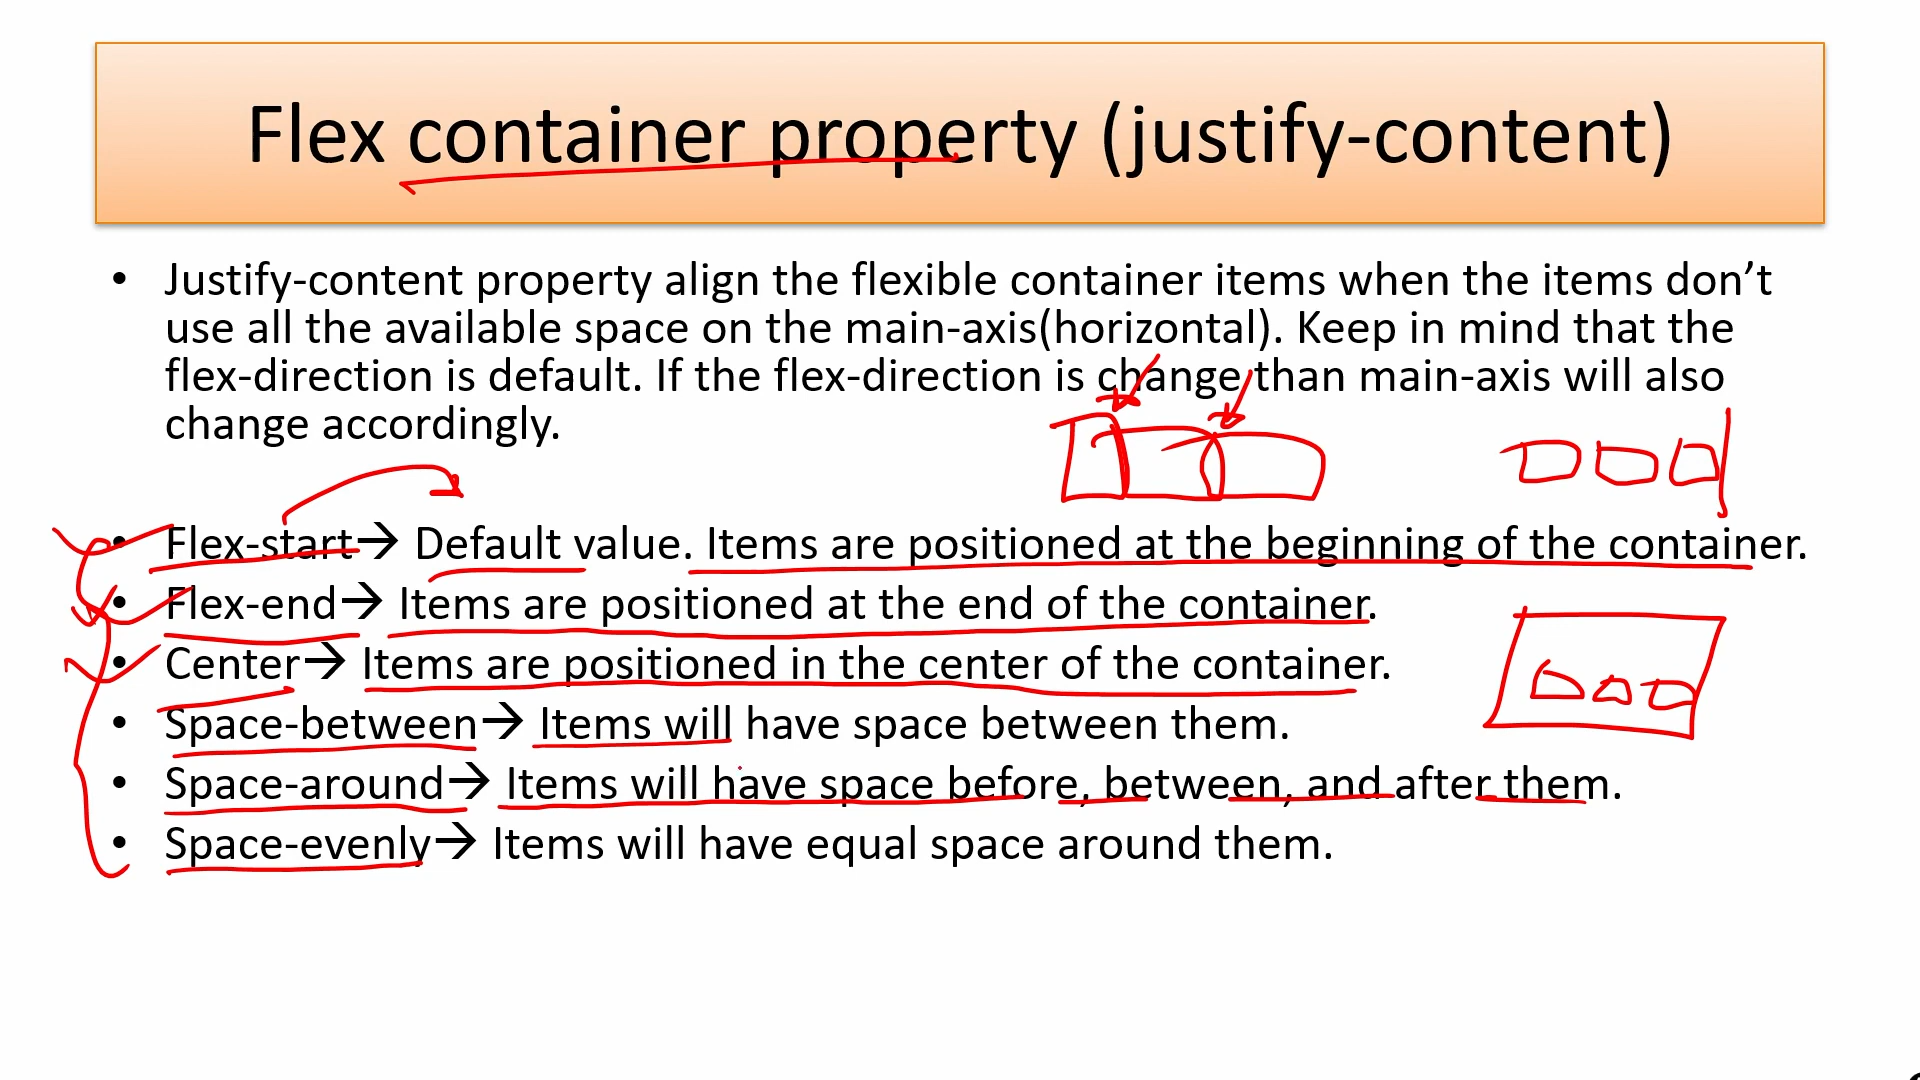 Flex container property (justify-content)
• Justify-content property align the flexible container items when the items don’t
use all the available space on the main-axis(horizontal). Keep in mind that the
flex-direction is default. If the flex-direction is change than main-axis will also
change accordingly.
• Flex-start→ Default value. Items are positioned at the beginning of the container.
• Flex-end→ Items are positioned at the end of the container.
• Center→ Items are positioned in the center of the container.
• Space-between→ Items will have space between them.
• Space-around→ Items will have space before, between, and after them.
• Space-evenly→ Items will have equal space around them.